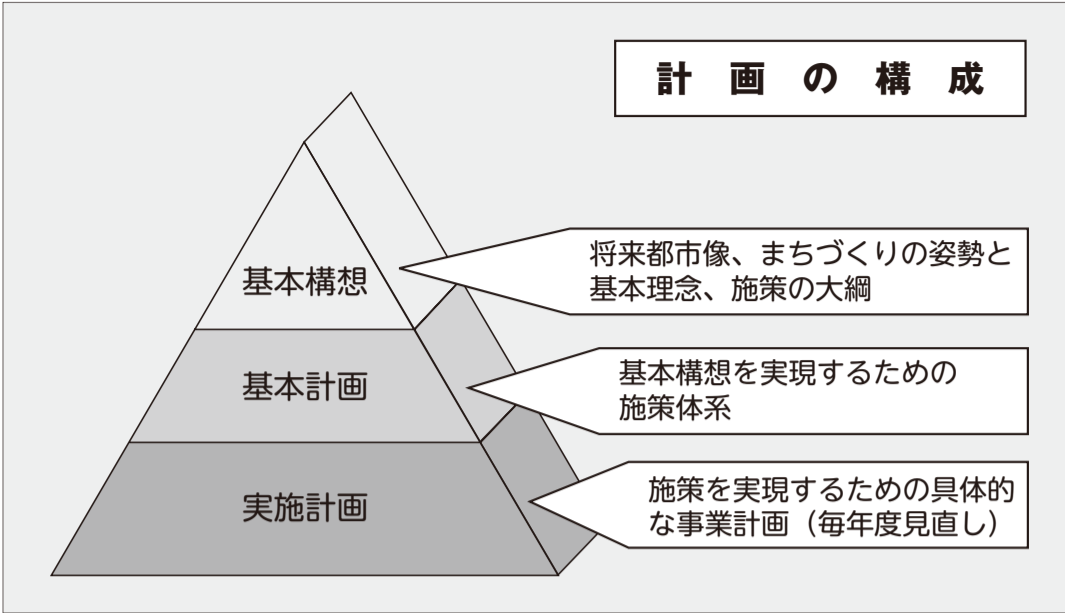 計画の構成
基本構想
将来都市像、まちづくりの姿勢と
基本理念、施策の大綱
基本計画
基本構想を実現するための
施策体系
実施計画
施策を実現するための具体的
な事業計画（毎年度見直し）